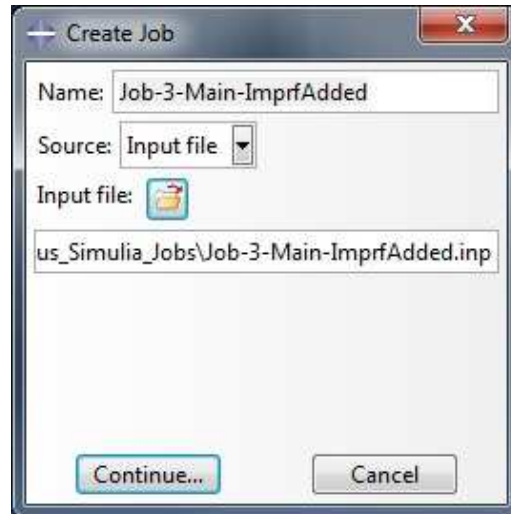 Create Job
Name: Job-3-Main-ImprfAdded
Source: Input file
Input file:
us_Simulia_Jobs\Job-3-Main-ImprfAdded.inp
Continue... Cancel